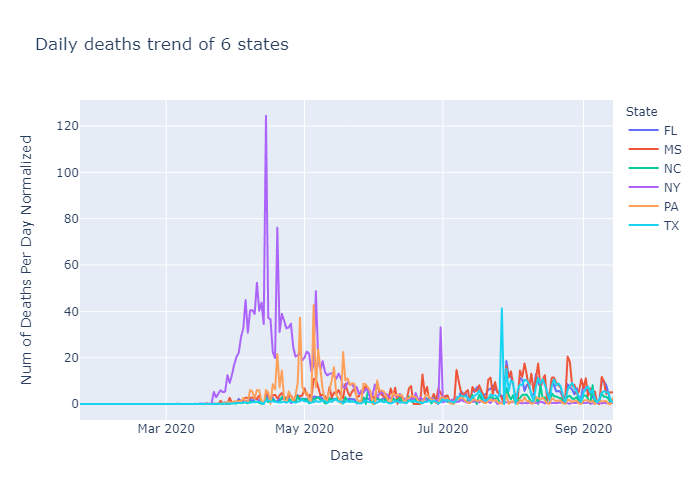 Daily deaths trend of 6 states
State
FL
MS
NC
NY
PA
TX
Num of Deaths Per Day Normalized
120
100
80
60
40
20
0
Mar 2020
May 2020
Jul 2020
Sep 2020
Date